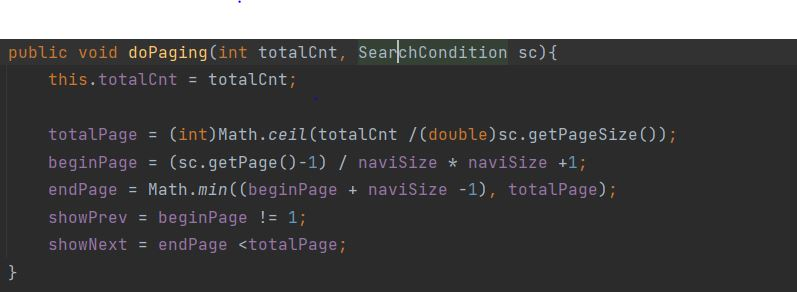 public void doPaging(int totalCnt, SearchCondition sc){
this.totalCnt = totalCnt;
totalPage = (int)Math.ceil(totalCnt /(double)sc.getPageSize());
beginPage = (sc.getPage()-1) / naviSize * naviSize +1;
endPage = Math.min((beginPage + naviSize -1), totalPage);
showPrev = beginPage != 1;
showNext = endPage <totalPage;
}